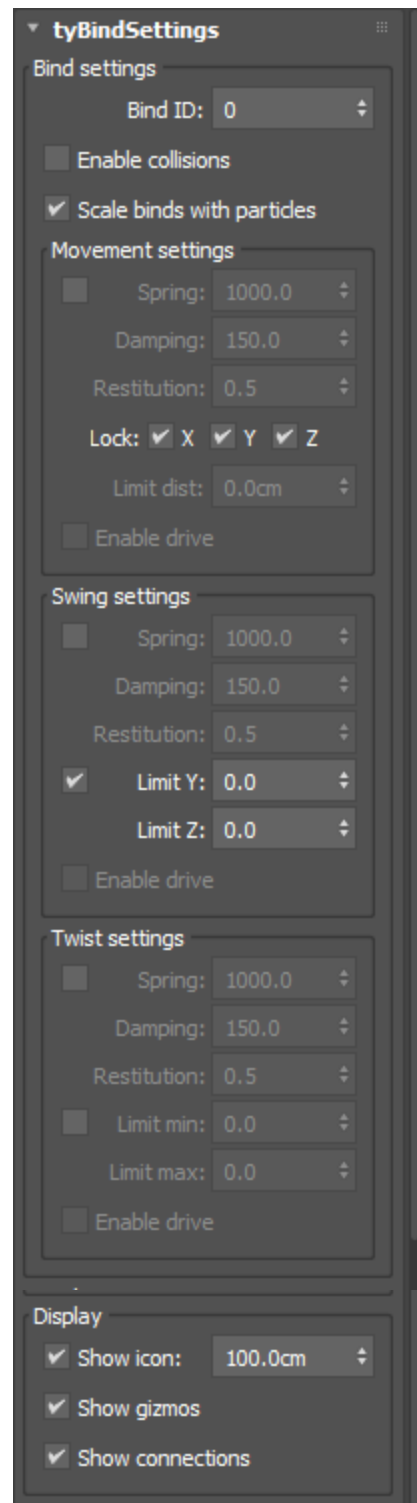 tyBindSettings
Bind settings
Bind ID: 0
Enable collisions
Scale binds with particles
Movement settings
Spring: 1000.0
Damping: 150.0
Restitution: 0.5
Lock: X Y Z
Limit dist: 0.0cm
Enable drive
Swing settings
Spring: 1000.0
Damping: 150.0
Restitution: 0.5
Limit Y: 0.0
Limit Z: 0.0
Enable drive
Twist settings
Spring: 1000.0
Damping: 150.0
Restitution: 0.5
Limit min: 0.0
Limit max: 0.0
Enable drive
Display
Show icon: 100.0cm
Show gizmos
Show connections